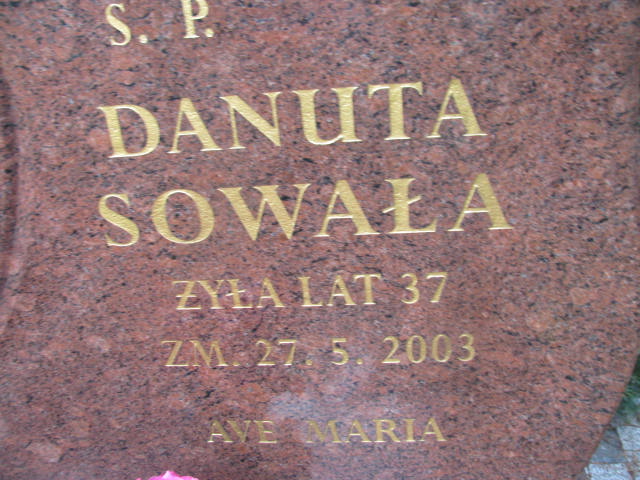 S. P.
DANUTA
SOWAŁA
ŻYŁA LAT 37
ZM. 27. 5. 2003
AVE MARIA